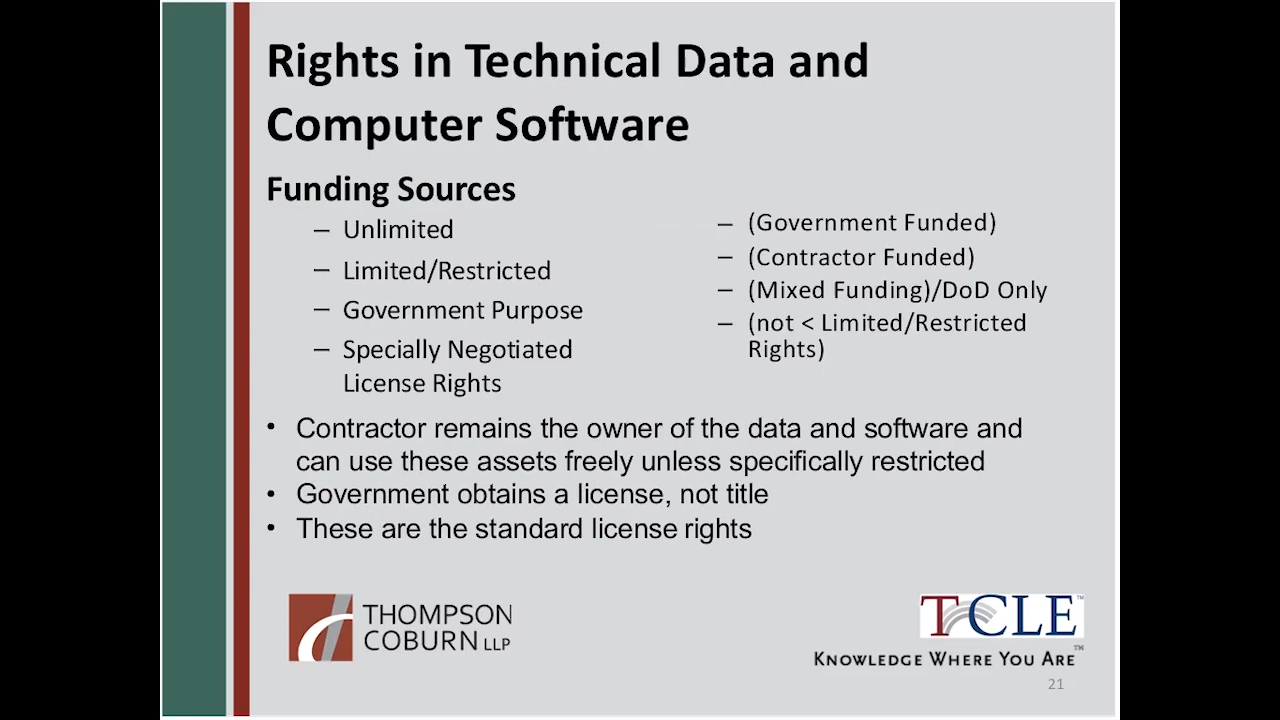 Rights in Technical Data and
Computer Software
Funding Sources
– Unlimited
– Limited/Restricted
– Government Purpose
– Specially Negotiated
License Rights
– (Government Funded)
– (Contractor Funded)
– (Mixed Funding)/DoD Only
– (not < Limited/Restricted
Rights)
• Contractor remains the owner of the data and software and
can use these assets freely unless specifically restricted
• Government obtains a license, not title
• These are the standard license rights
THOMPSON
COBURN LLP
TCLE™
KNOWLEDGE WHERE YOU ARE™
21